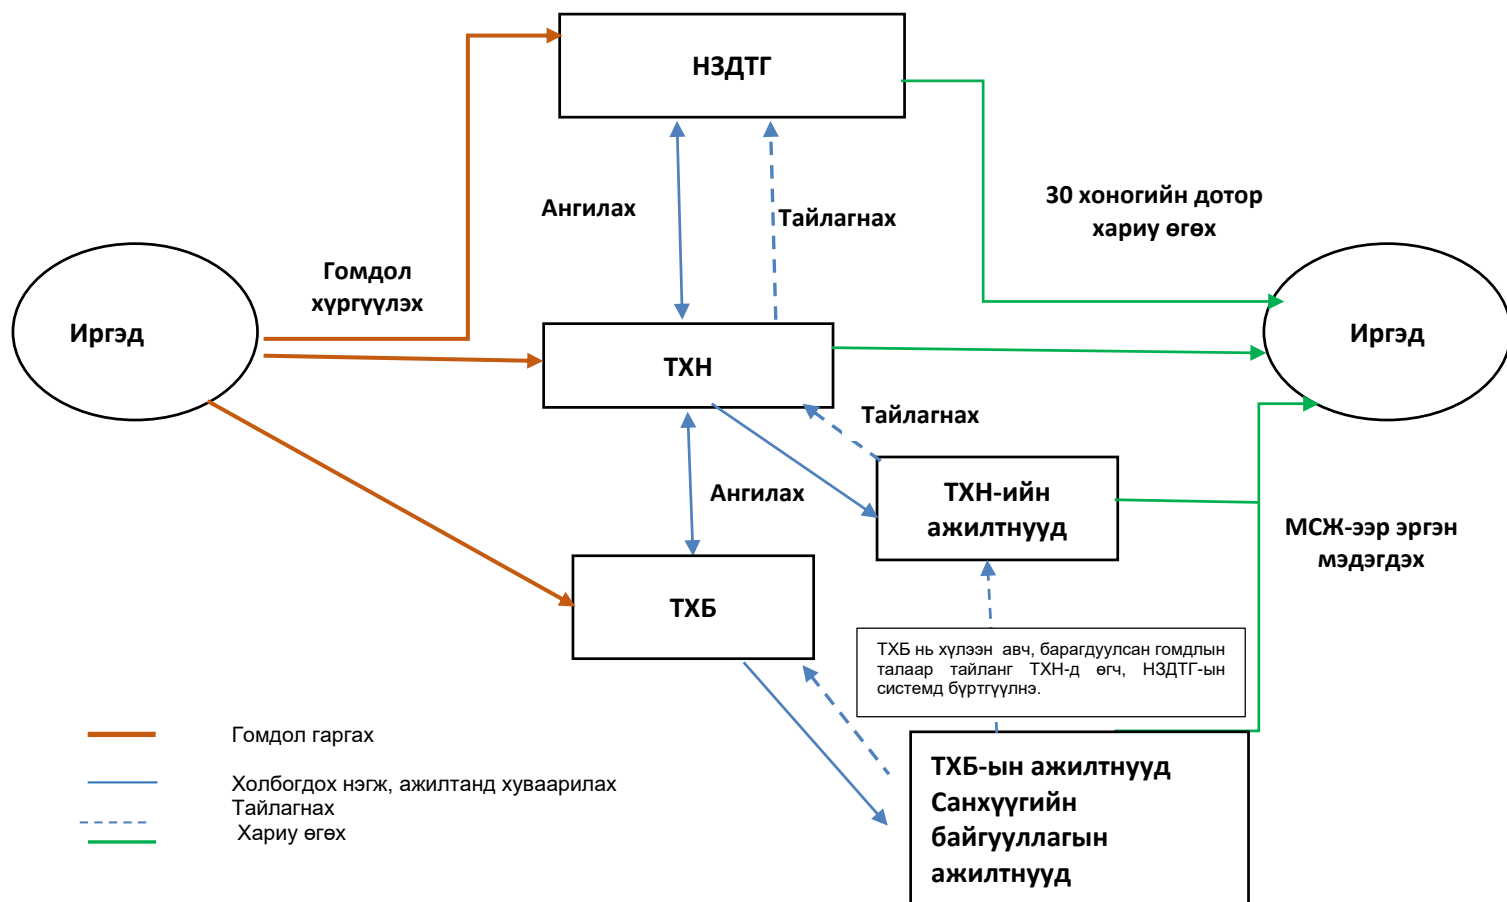 НЗДТГ
Ангилах
Тайлагнах
30 хоногийн дотор
хариу өгөх
Гомдол
хүргүүлэх
Иргэд
ТХН
Иргэд
Тайлагнах
Ангилах
ТХН-ийн
ажилтнууд
МСЖ-ээр эргэн
мэдэгдэх
ТХБ
ТХБ нь хүлээн авч, барагдуулсан гомдлын
талаар тайланг ТХН-д өгч, НЗДТГ-ын
системд бүртгүүлнэ.
Гомдол гаргах
Холбогдох нэгж, ажилтанд хуваарилах
Тайлагнах
Хариу өгөх
ТХБ-ын ажилтнууд
Санхүүгийн
байгууллагын
ажилтнууд